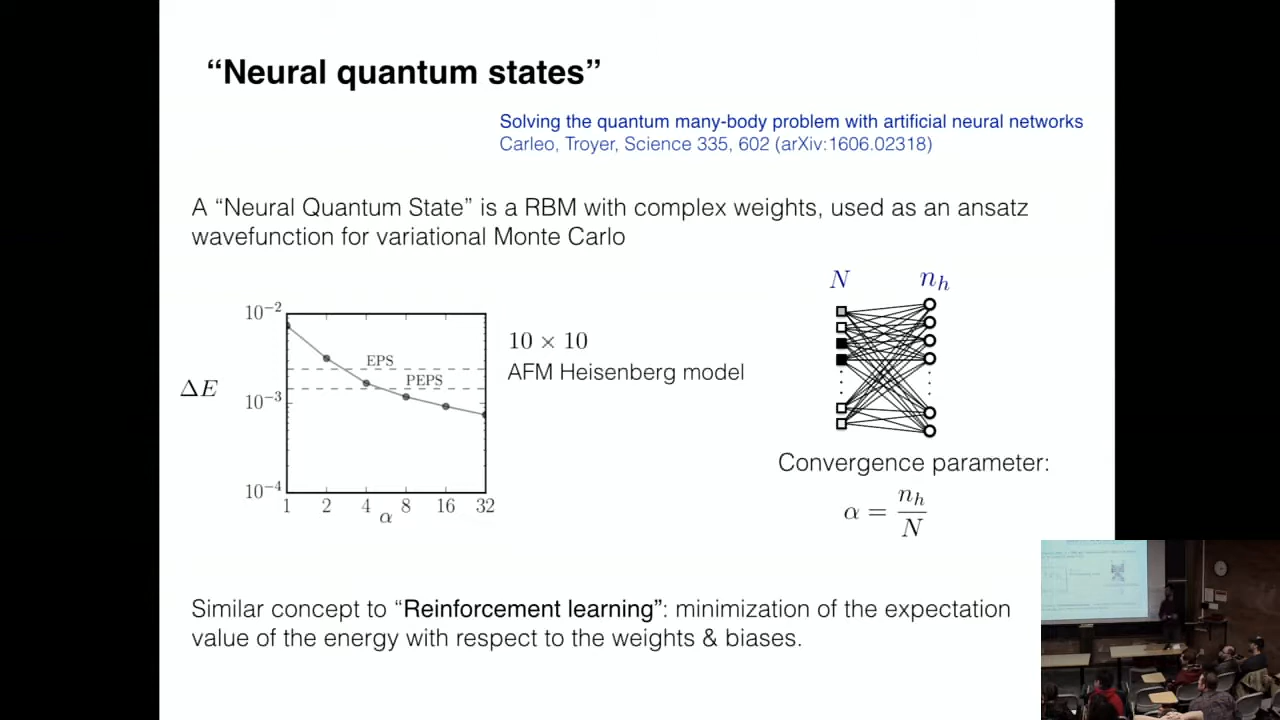 “Neural quantum states”
Solving the quantum many-body problem with artificial neural networks
Carleo, Troyer, Science 335, 602 (arXiv:1606.02318)
A “Neural Quantum State” is a RBM with complex weights, used as an ansatz
wavefunction for variational Monte Carlo
10⁻²
10⁻³
10⁻⁴
ΔE
EPS
PEPS
1 2 4 8 16 32
α
10 × 10
AFM Heisenberg model
N n_h
Convergence parameter:
α = n_h / N
Similar concept to “Reinforcement learning”: minimization of the expectation
value of the energy with respect to the weights & biases.